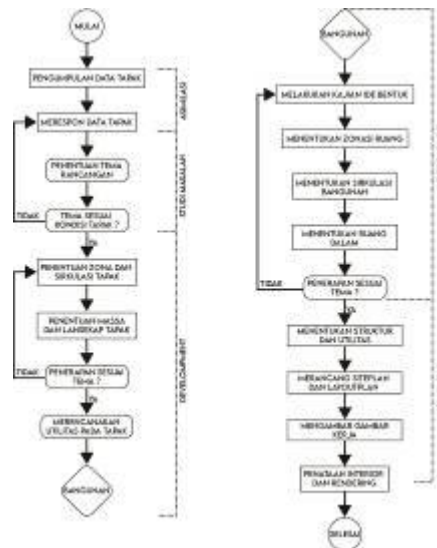 MULAI
PENGUMPULAN DATA TAPAK
MERESPON DATA TAPAK
PENENTUAN TEMA
RANCANGAN
TIDAK
TEMA SESUAI
KONDISI TAPAK ?
YA
PENENTUAN ZONA DAN
SIRKULASI TAPAK
PENENTUAN MASSA
DAN LANSEKAP TAPAK
TIDAK
PENERAPAN SESUAI
TEMA ?
YA
MERENCANAKAN
UTILITAS PADA TAPAK
BANGUNAN
STUDI MASALAH
DEVELOPMENT
BANGUNAN
MELAKUKAN KAJIAN IDE BENTUK
MENENTUKAN ZONASI RUANG
MENENTUKAN SIRKULASI
BANGUNAN
MENENTUKAN RUANG
DALAM
TIDAK
PENERAPAN SESUAI
TEMA ?
YA
MENENTUKAN STRUKTUR
DAN UTILITAS
MERANCANG SITEPLAN
DAN LAYOUTPLAN
MENGAMBAR GAMBAR
KERJA
PENATAAN INTERIOR
DAN RENDERING
SELESAI